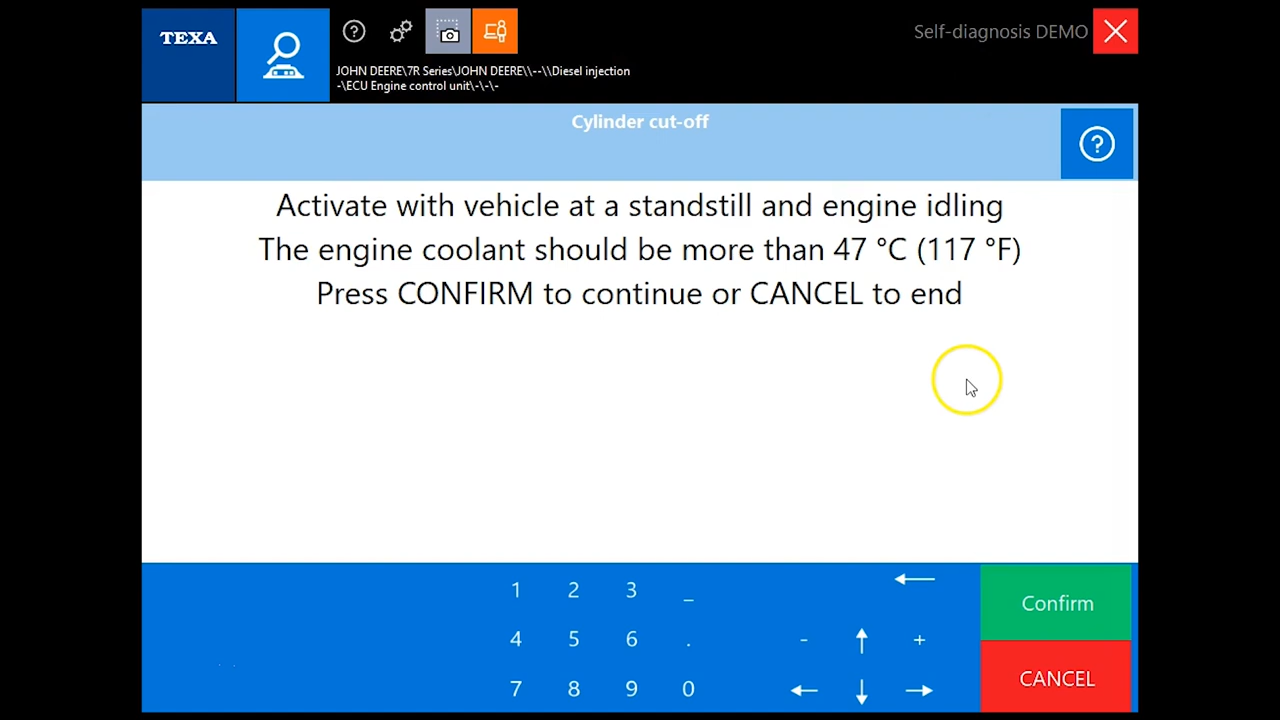 TEXA
Self-diagnosis DEMO
JOHN DEERE\7R Series\JOHN DEERE\\--\\Diesel injection
-\ECU Engine control unit\-\-\-
Cylinder cut-off
?
?
Activate with vehicle at a standstill and engine idling
The engine coolant should be more than 47 °C (117 °F)
Press CONFIRM to continue or CANCEL to end
1 2 3 _
4 5 6 . - +
7 8 9 0
Confirm
CANCEL